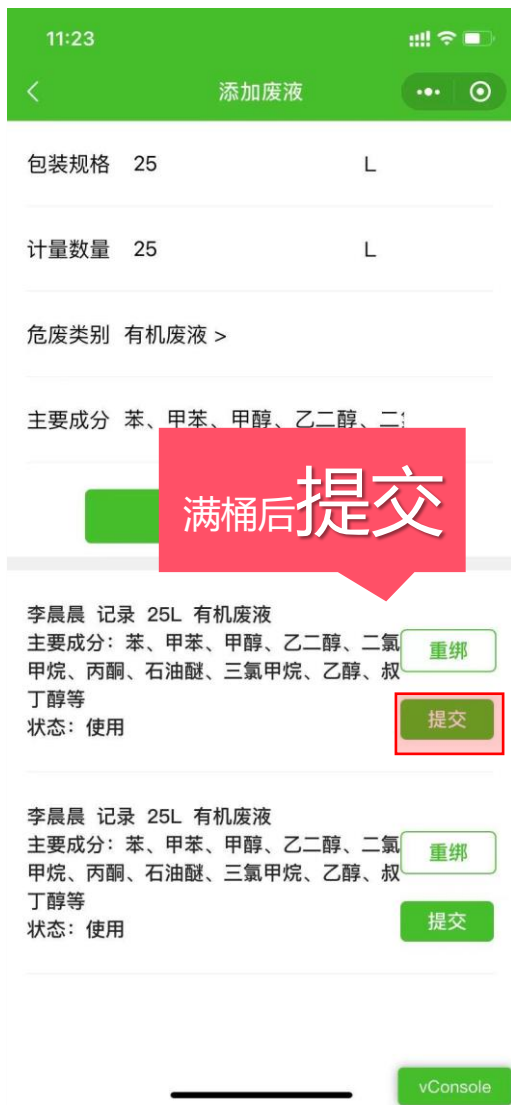 11:23
添加废液
包装规格 25 L
计量数量 25 L
危废类别 有机废液 >
主要成分 苯、甲苯、甲醇、乙二醇、二
满桶后提交
李晨晨 记录 25L 有机废液
主要成分：苯、甲苯、甲醇、乙二醇、二氯
甲烷、丙酮、石油醚、三氯甲烷、乙醇、叔
丁醇等
状态：使用
重绑
提交
李晨晨 记录 25L 有机废液
主要成分：苯、甲苯、甲醇、乙二醇、二氯
甲烷、丙酮、石油醚、三氯甲烷、乙醇、叔
丁醇等
状态：使用
重绑
提交
vConsole